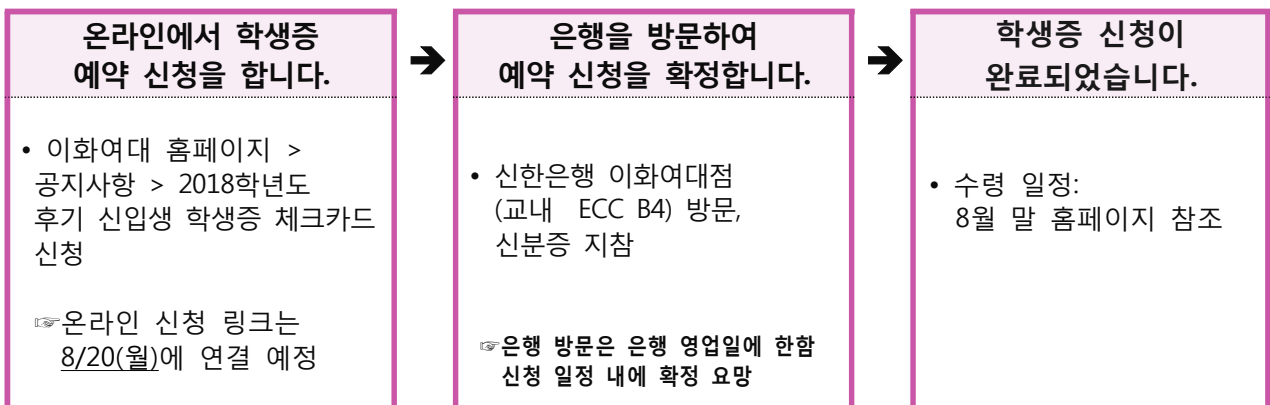 온라인에서 학생증
예약 신청을 합니다.
• 이화여대 홈페이지 >
공지사항 > 2018학년도
후기 신입생 학생증 체크카드
신청
☞온라인 신청 링크는
8/20(월)에 연결 예정
➔
은행을 방문하여
예약 신청을 확정합니다.
• 신한은행 이화여대점
(교내 ECC B4) 방문,
신분증 지참
☞은행 방문은 은행 영업일에 한함
신청 일정 내에 확정 요망
➔
학생증 신청이
완료되었습니다.
• 수령 일정:
8월 말 홈페이지 참조